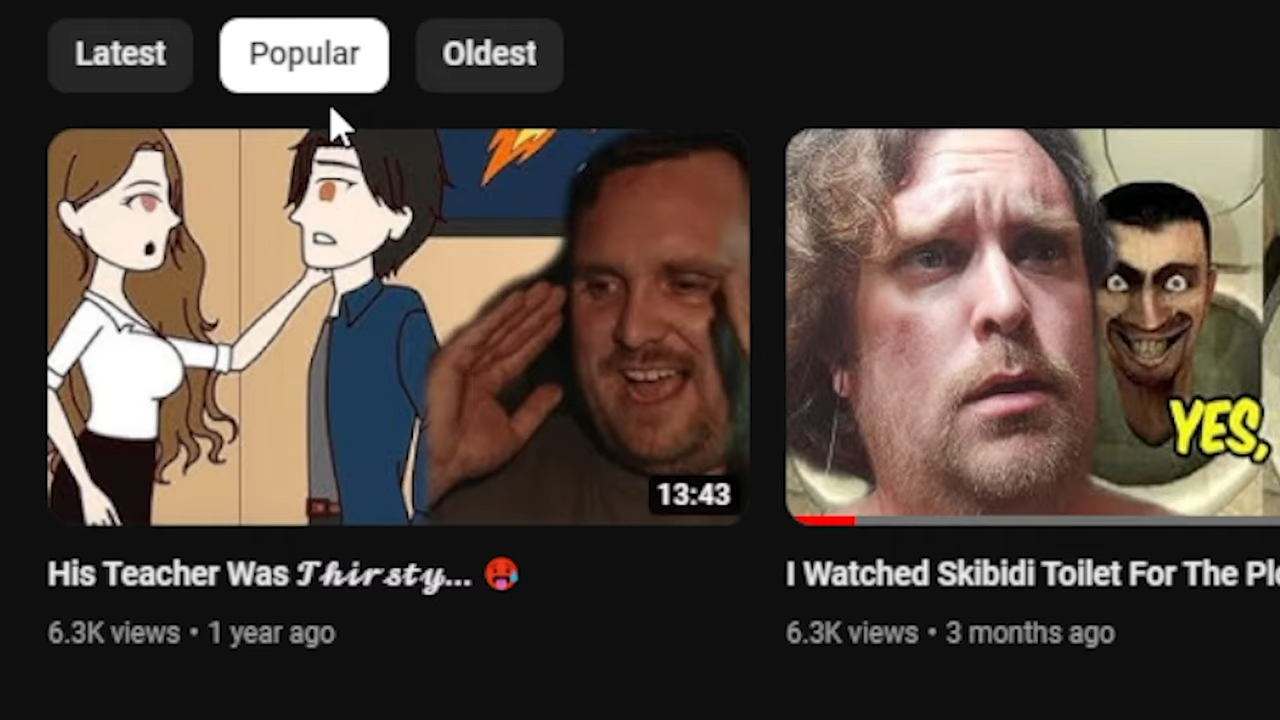 Latest Popular Oldest
YES,
13:43
His Teacher Was 𝓣𝓱𝓲𝓻𝓼𝓽𝔂... 🥵
I Watched Skibidi Toilet For The Plo
6.3K views • 1 year ago
6.3K views • 3 months ago